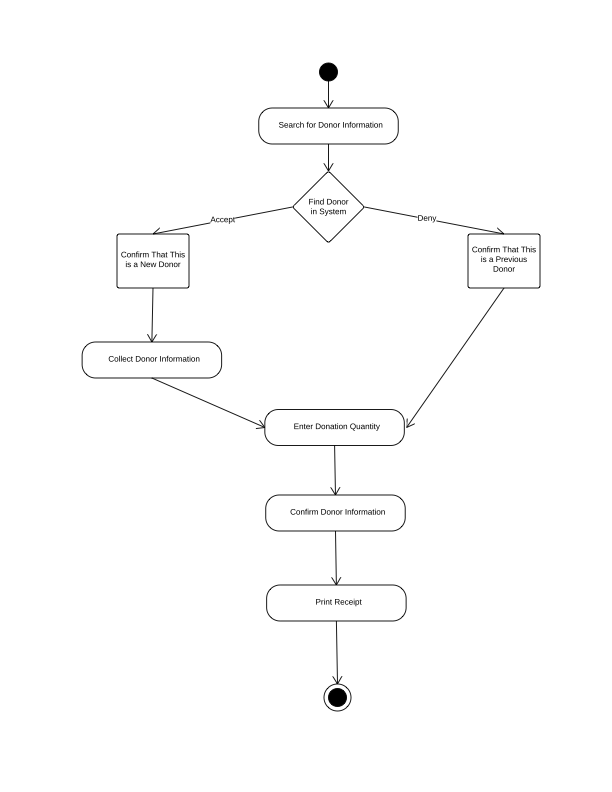 Search for Donor Information
Find Donor
in System
Accept
Deny
Confirm That This
is a New Donor
Confirm That This
is a Previous
Donor
Collect Donor Information
Enter Donation Quantity
Confirm Donor Information
Print Receipt